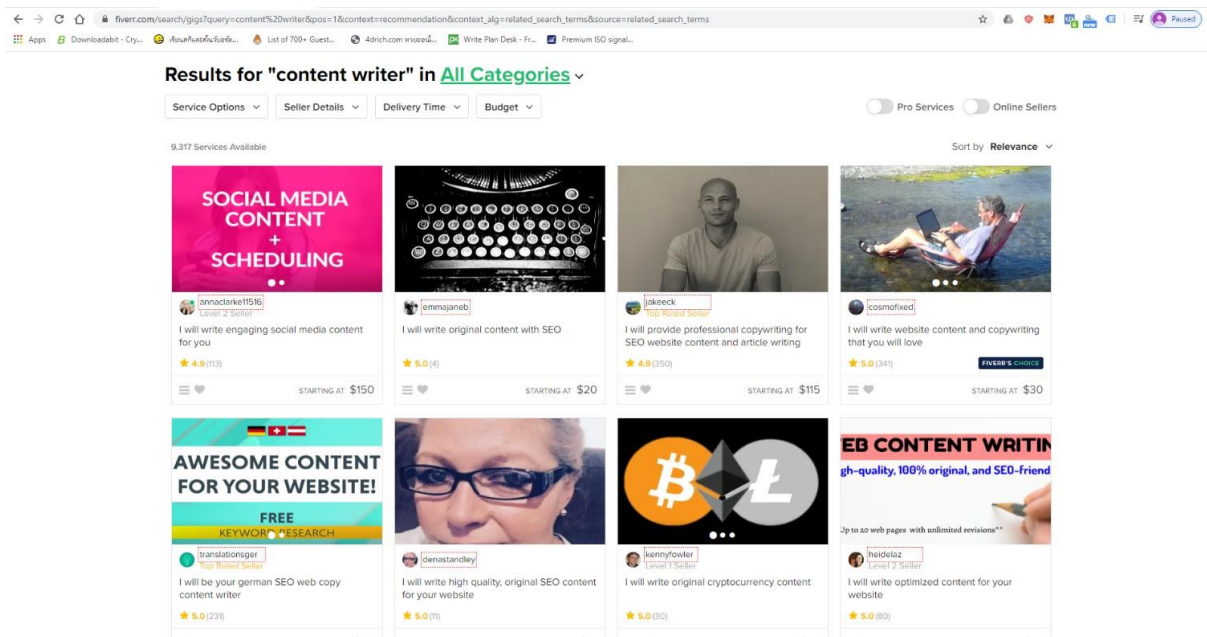 fiverr.com/search/gigs?query=content%20writer&pos=1&context=recommendation&context_alg=related_search_terms&source=related_search_terms
Paused
Apps
Downloadabit - Cry...
List of 700+ Guest...
Write Plan Desk - Fr...
Premium ISO signal...
Results for "content writer" in All Categories
Service Options Seller Details Delivery Time Budget Pro Services Online Sellers
9,317 Services Available Sort by Relevance
SOCIAL MEDIA
CONTENT
+
SCHEDULING
annaclarke11516
Level 2 Seller
I will write engaging social media content
for you
4.9 (113)
STARTING AT $150
emmajaneb
I will write original content with SEO
5.0 (4)
STARTING AT $20
jakeeck
Top Rated Seller
I will provide professional copywriting for
SEO website content and article writing
4.9 (350)
STARTING AT $115
cosmofixed
I will write website content and copywriting
that you will love
5.0 (341) FIVERR'S CHOICE
STARTING AT $30
AWESOME CONTENT
FOR YOUR WEBSITE!
FREE
KEYWORD RESEARCH
translationsger
Top Rated Seller
I will be your german SEO web copy
content writer
5.0 (231)
denastandley
I will write high quality, original SEO content
for your website
5.0 (11)
kennyfowler
Level 1 Seller
I will write original cryptocurrency content
5.0 (30)
EB CONTENT WRITIN
gh-quality, 100% original, and SEO-friend
Up to 20 web pages with unlimited revisions**
heidelaz
Level 2 Seller
I will write optimized content for your
website
5.0 (80)